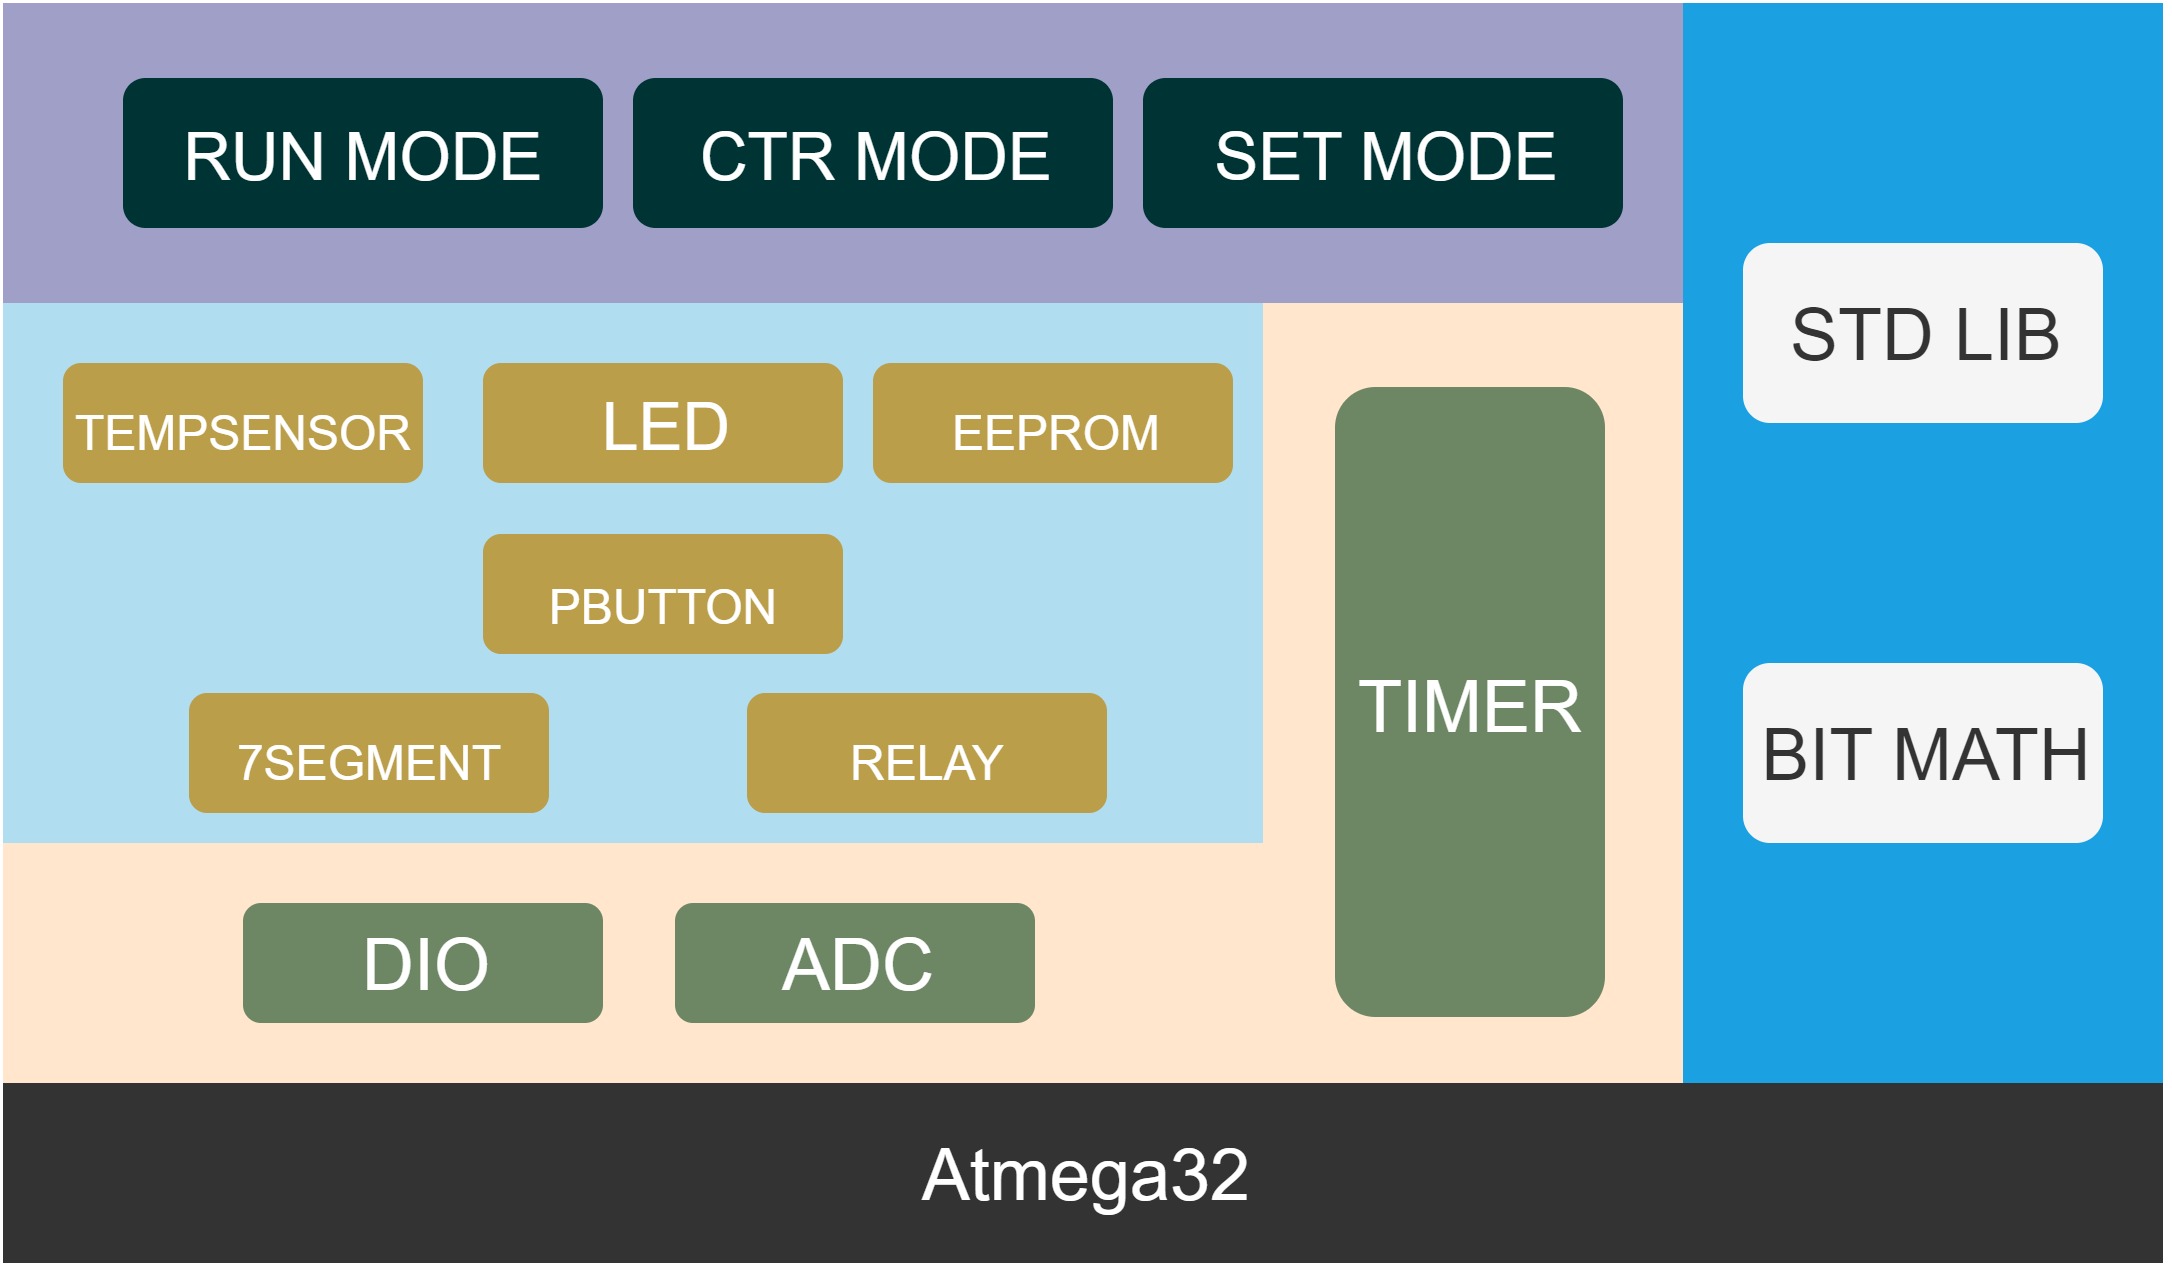 RUN MODE
CTR MODE
SET MODE
STD LIB
TEMPSENSOR
LED
EEPROM
PBUTTON
TIMER
BIT MATH
7SEGMENT
RELAY
DIO
ADC
Atmega32